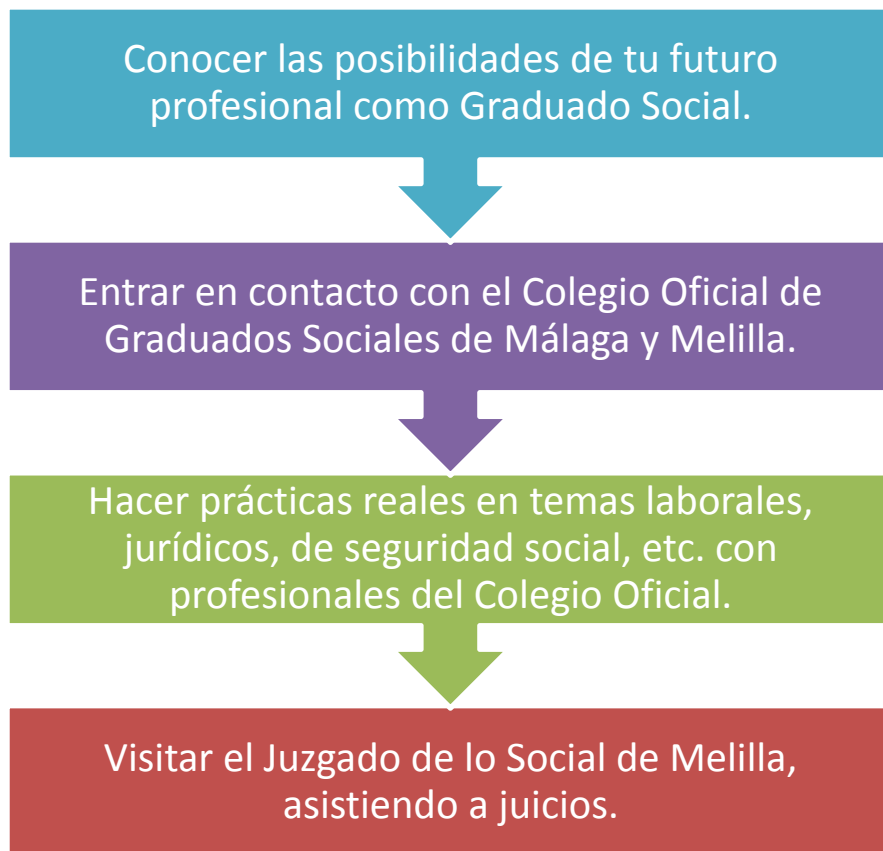 Conocer las posibilidades de tu futuro
profesional como Graduado Social.
Entrar en contacto con el Colegio Oficial de
Graduados Sociales de Málaga y Melilla.
Hacer prácticas reales en temas laborales,
jurídicos, de seguridad social, etc. con
profesionales del Colegio Oficial.
Visitar el Juzgado de lo Social de Melilla,
asistiendo a juicios.